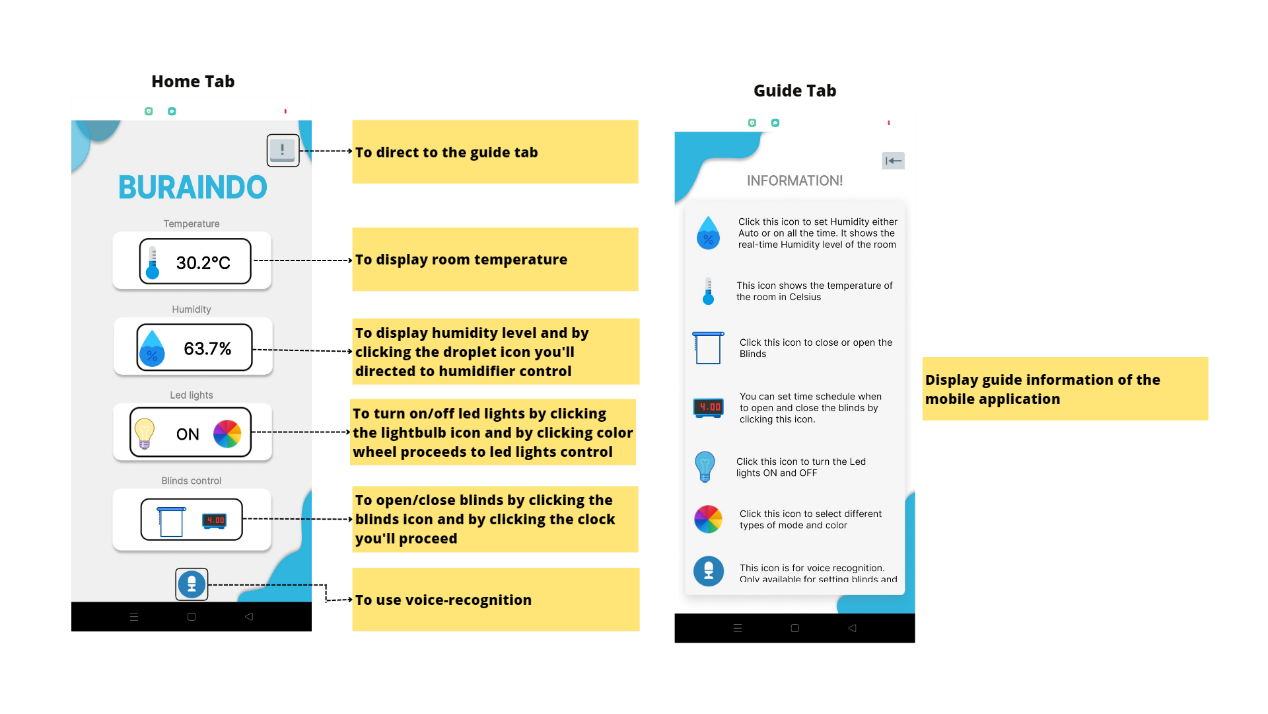 Home Tab
!
To direct to the guide tab
BURAINDO
Temperature
30.2°C
To display room temperature
Humidity
%
63.7%
To display humidity level and by
clicking the droplet icon you'll
directed to humidifier control
Led lights
ON
To turn on/off led lights by clicking
the lightbulb icon and by clicking color
wheel proceeds to led lights control
Blinds control
4.00
To open/close blinds by clicking the
blinds icon and by clicking the clock
you'll proceed
To use voice-recognition
Guide Tab
INFORMATION!
%
Click this icon to set Humidity either
Auto or on all the time. It shows the
real-time Humidity level of the room
This icon shows the temperature of
the room in Celsius
Click this icon to close or open the
Blinds
4.00
You can set time schedule when
to open and close the blinds by
clicking this icon.
Click this icon to turn the Led
lights ON and OFF
Click this icon to select different
types of mode and color
This icon is for voice recognition.
Only available for setting blinds and
Display guide information of the
mobile application